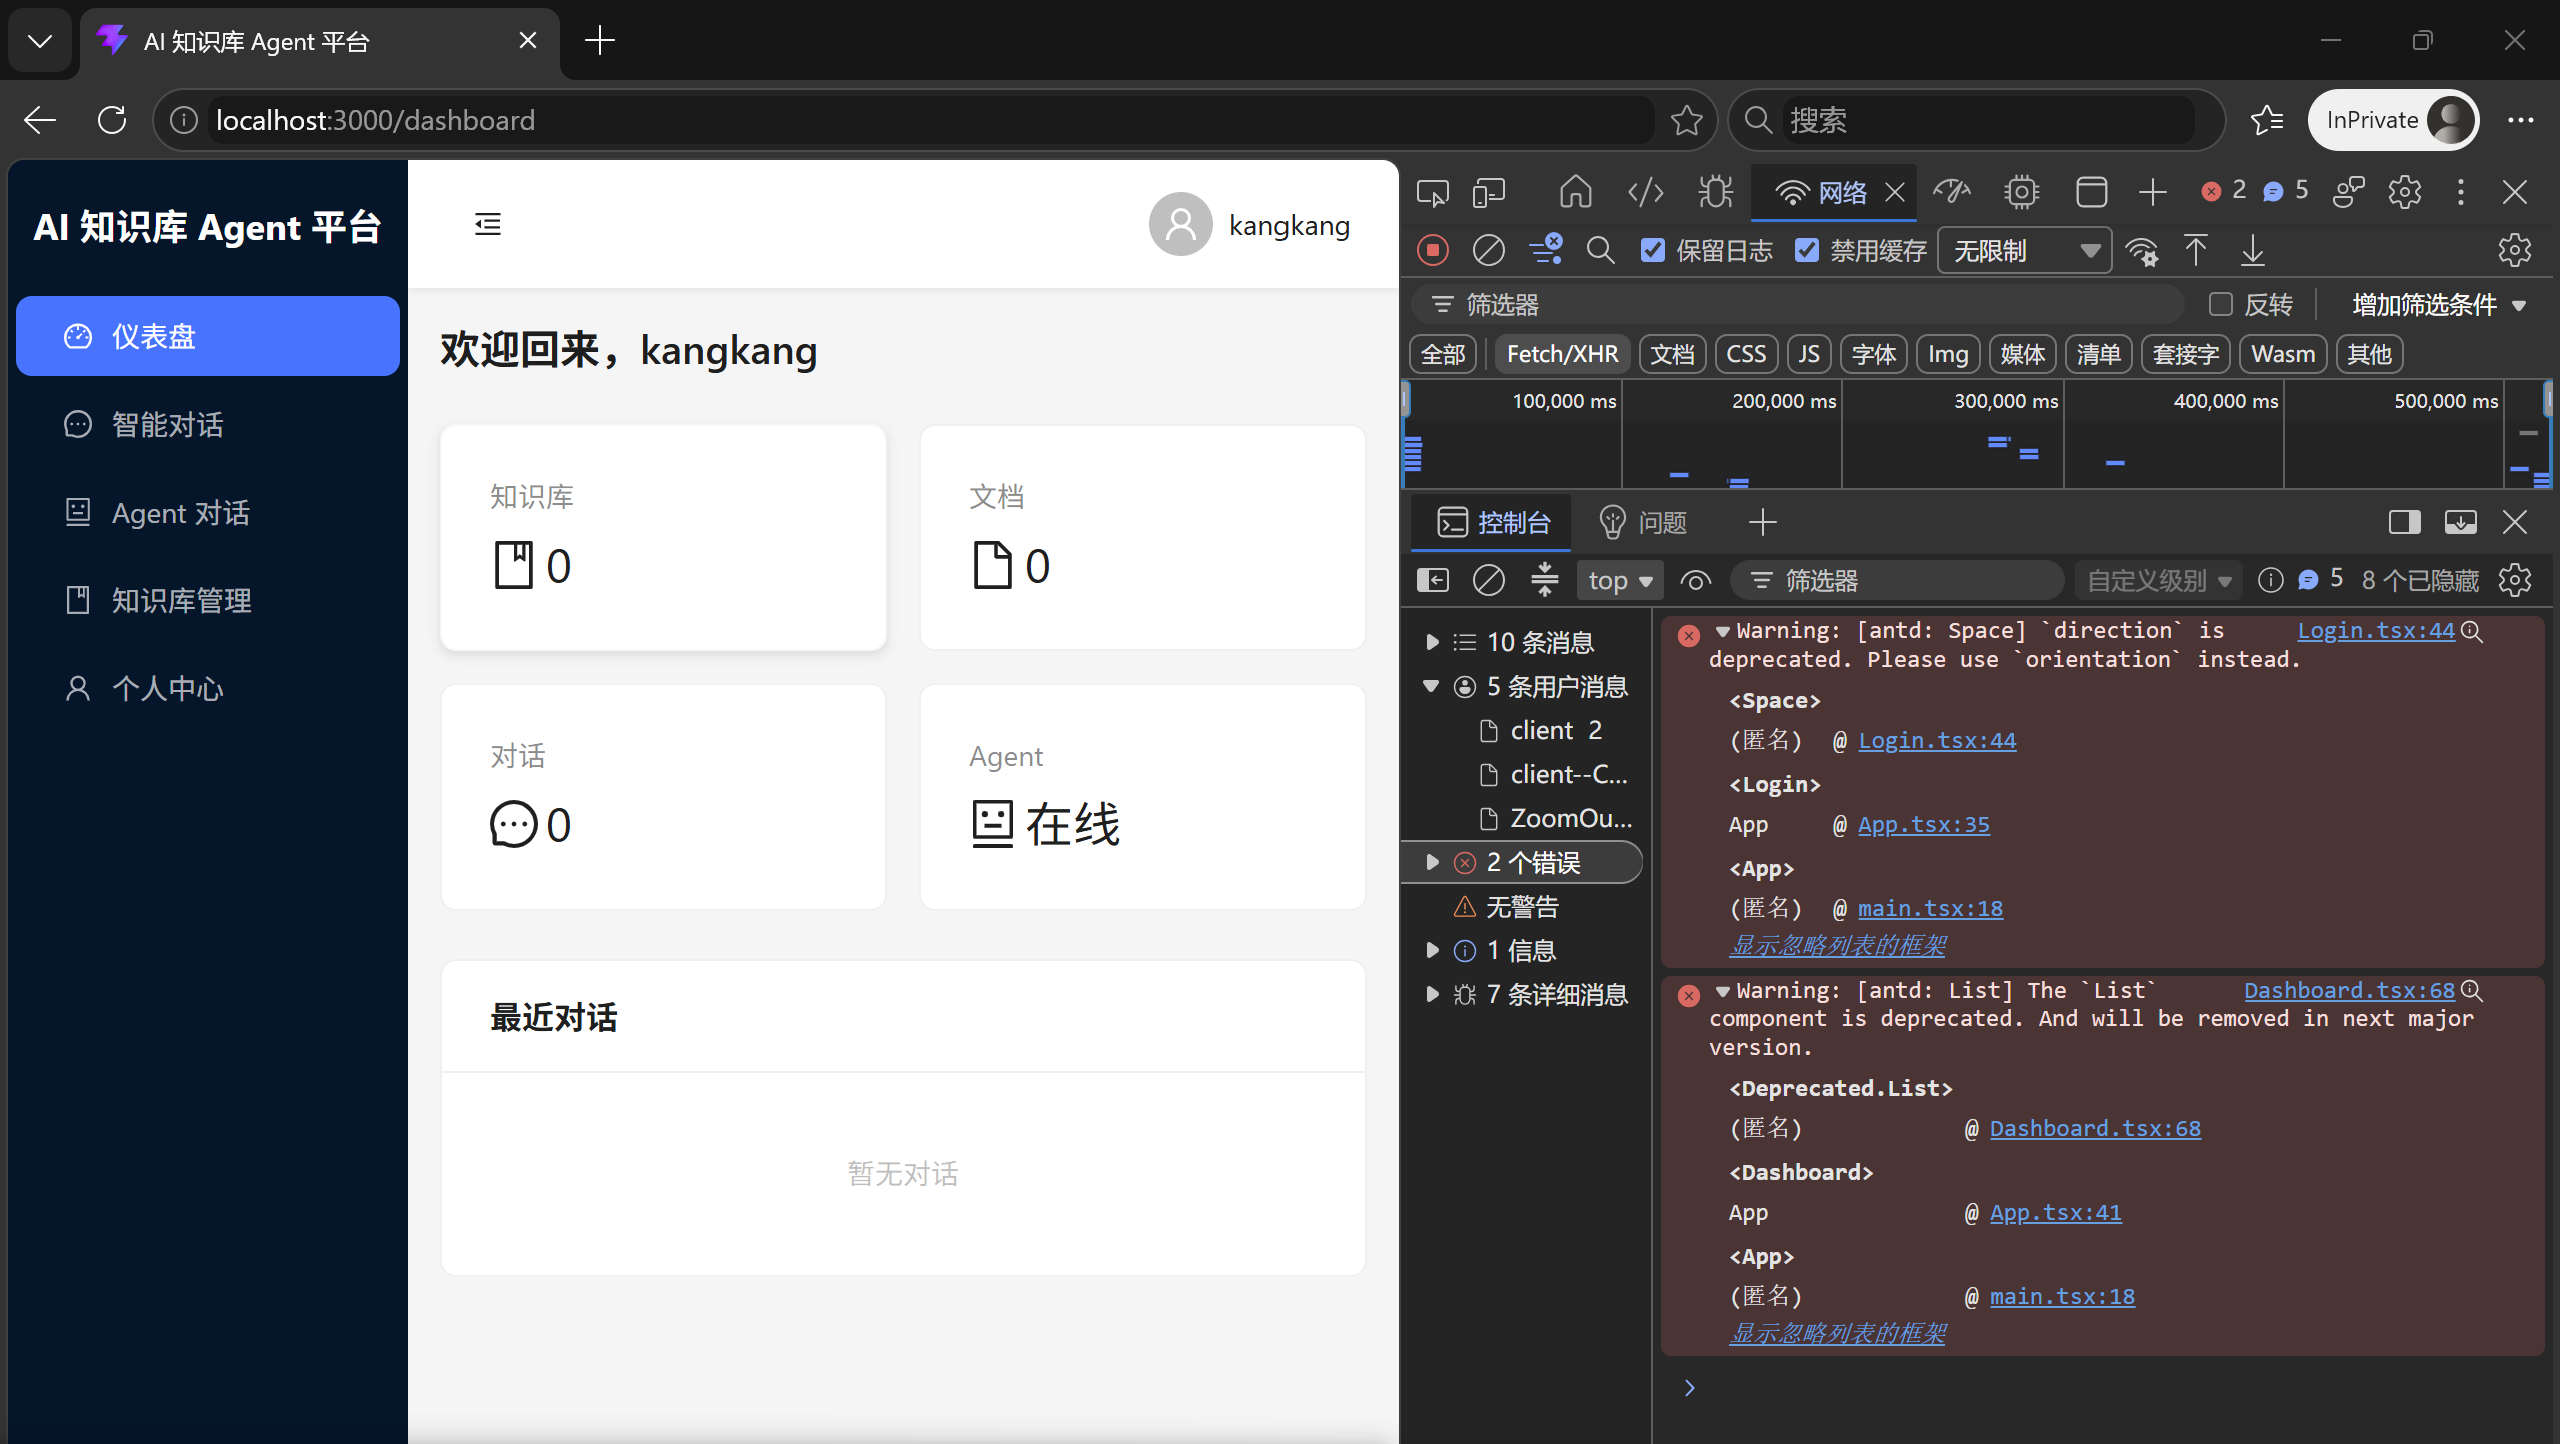 AI 知识库 Agent 平台
localhost:3000/dashboard
搜索
InPrivate
AI 知识库 Agent 平台
仪表盘
智能对话
Agent 对话
知识库管理
个人中心
kangkang
欢迎回来，kangkang
知识库
0
文档
0
对话
0
Agent
在线
最近对话
暂无对话
网络
2
5
保留日志
禁用缓存
无限制
筛选器
反转
增加筛选条件
全部
Fetch/XHR
文档
CSS
JS
字体
Img
媒体
清单
套接字
Wasm
其他
100,000 ms
200,000 ms
300,000 ms
400,000 ms
500,000 ms
控制台
问题
top
筛选器
自定义级别
5
8 个已隐藏
10 条消息
5 条用户消息
client 2
client--C...
ZoomOu...
2 个错误
无警告
1 信息
7 条详细消息
Warning: [antd: Space] `direction` is Login.tsx:44
deprecated. Please use `orientation` instead.
<Space>
(匿名) @ Login.tsx:44
<Login>
App @ App.tsx:35
<App>
(匿名) @ main.tsx:18
显示忽略列表的框架
Warning: [antd: List] The `List` Dashboard.tsx:68
component is deprecated. And will be removed in next major
version.
<Deprecated.List>
(匿名) @ Dashboard.tsx:68
<Dashboard>
App @ App.tsx:41
<App>
(匿名) @ main.tsx:18
显示忽略列表的框架